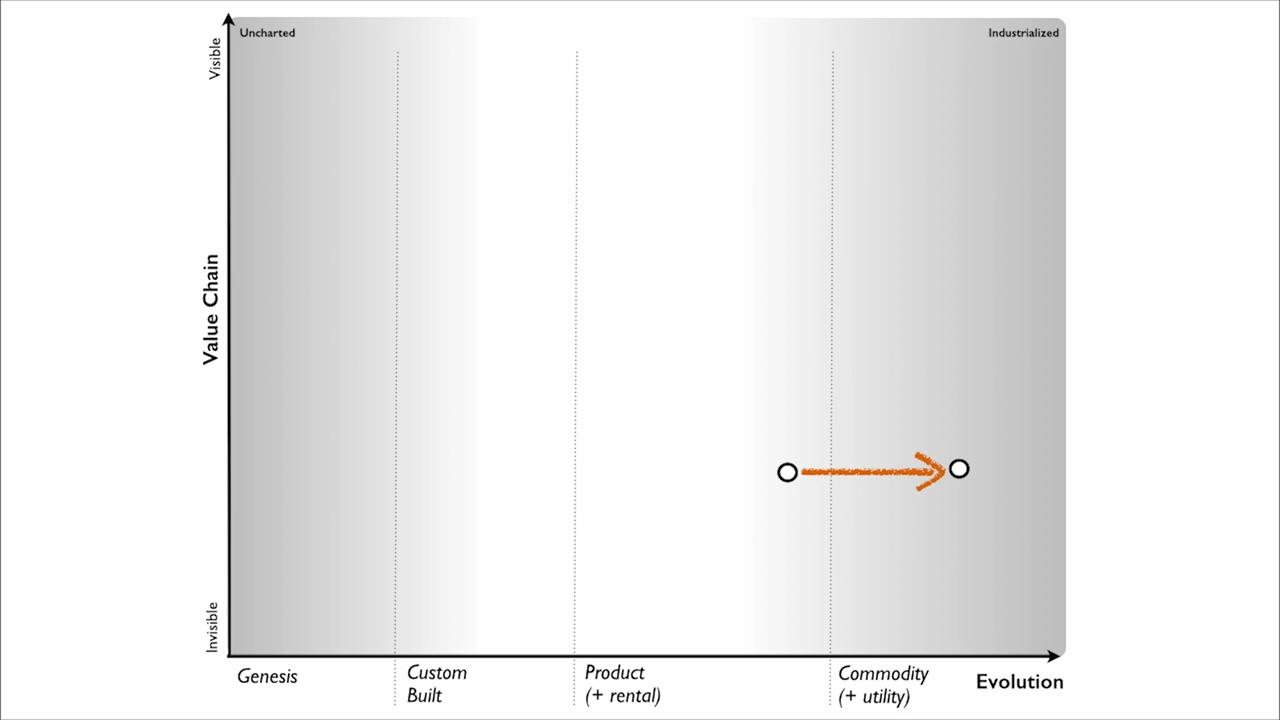 Uncharted
Industrialized
Visible
Value Chain
Invisible
Genesis
Custom
Built
Product
(+ rental)
Commodity
(+ utility)
Evolution